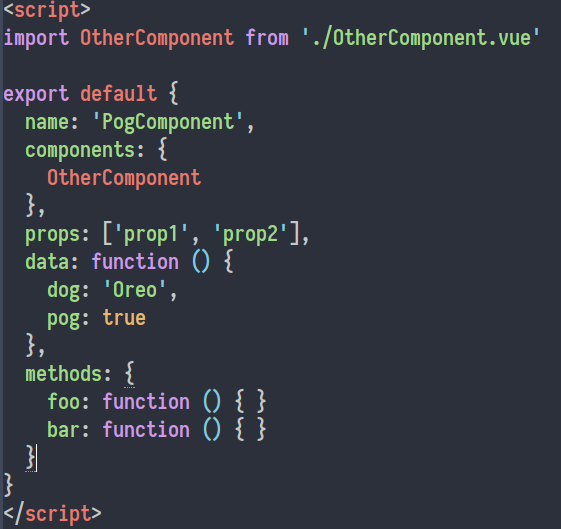 <script>
import OtherComponent from './OtherComponent.vue'
export default {
name: 'PogComponent',
components: {
OtherComponent
},
props: ['prop1', 'prop2'],
data: function () {
dog: 'Oreo',
pog: true
},
methods: {
foo: function () { }
bar: function () { }
}
}
</script>